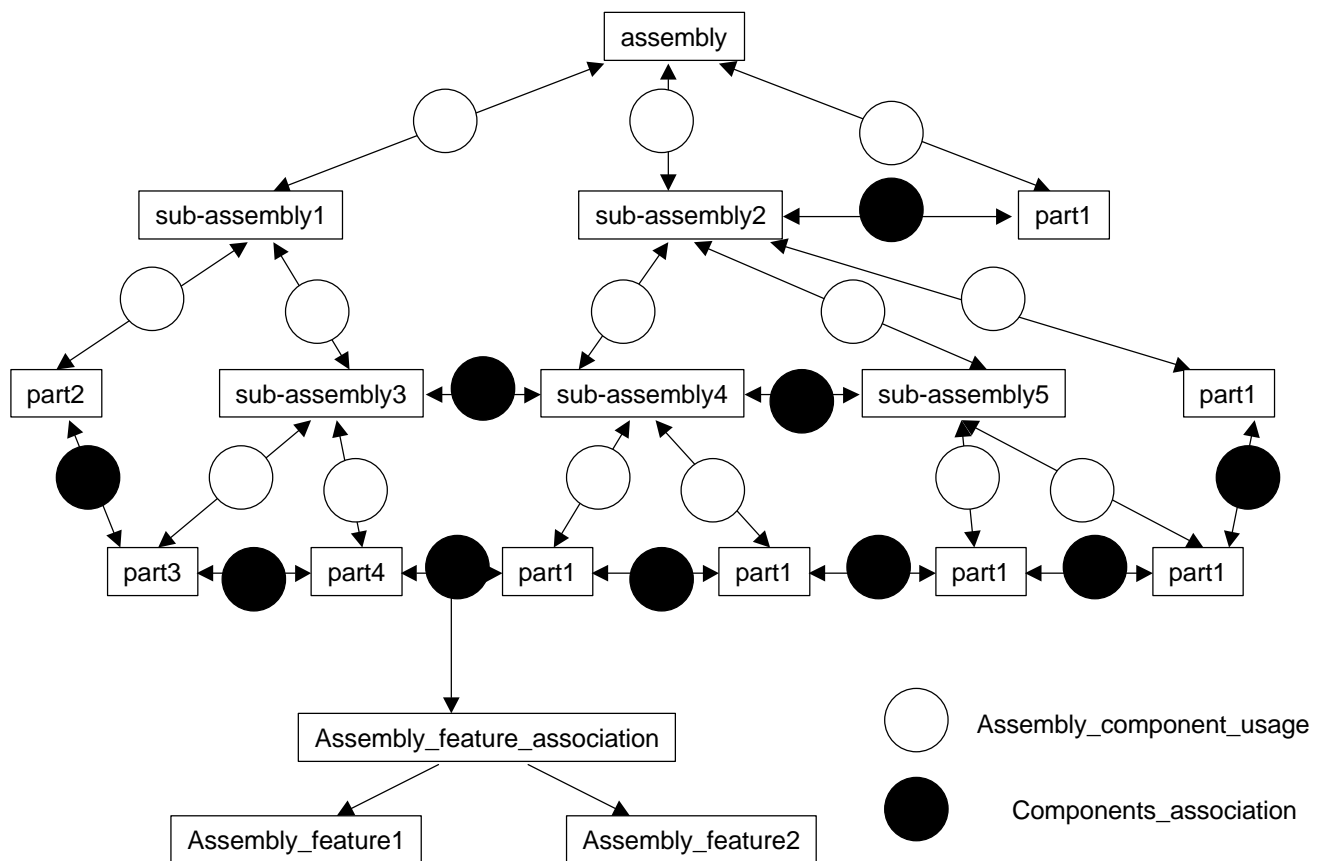 assembly
sub-assembly1
sub-assembly2
part1
part2
sub-assembly3
sub-assembly4
sub-assembly5
part1
part3
part4
part1
part1
part1
part1
Assembly_feature_association
Assembly_component_usage
Components_association
Assembly_feature1
Assembly_feature2